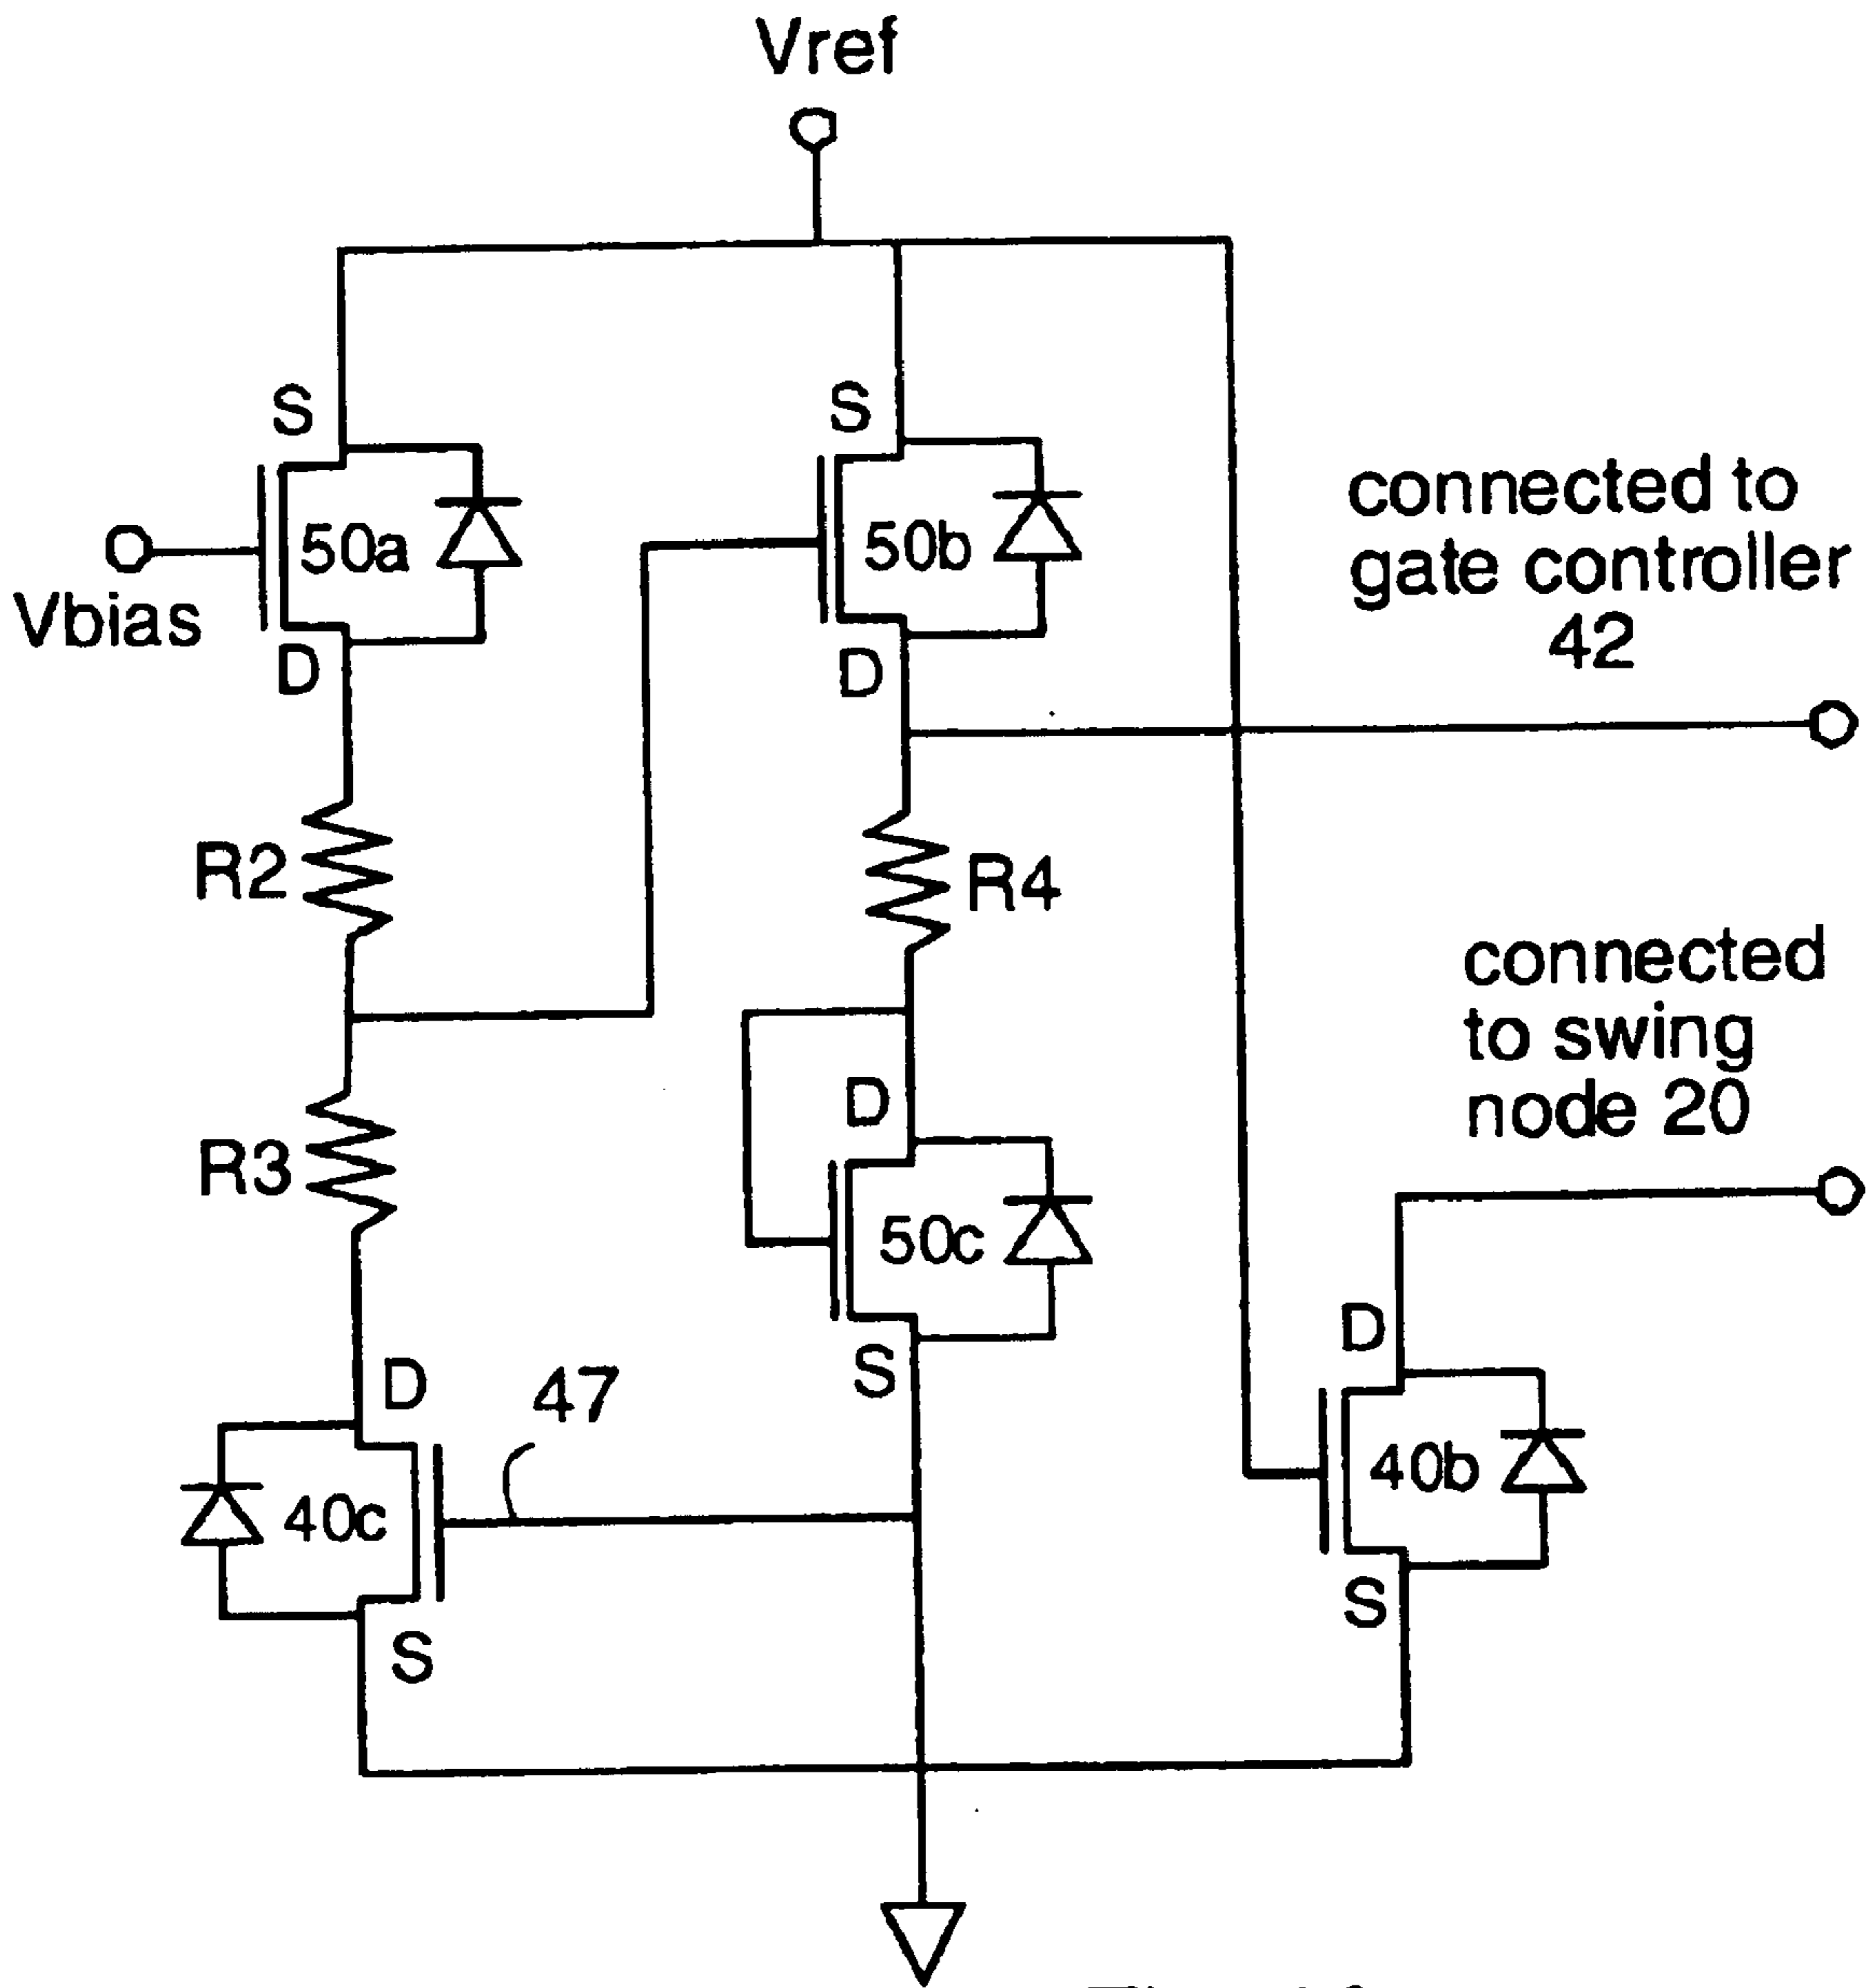 Vref
S
S
50a
50b
Vbias
D
D
connected to
gate controller
42
R2
R4
connected
to swing
node 20
D
R3
50c
D
S
D
47
40b
40c
S
S